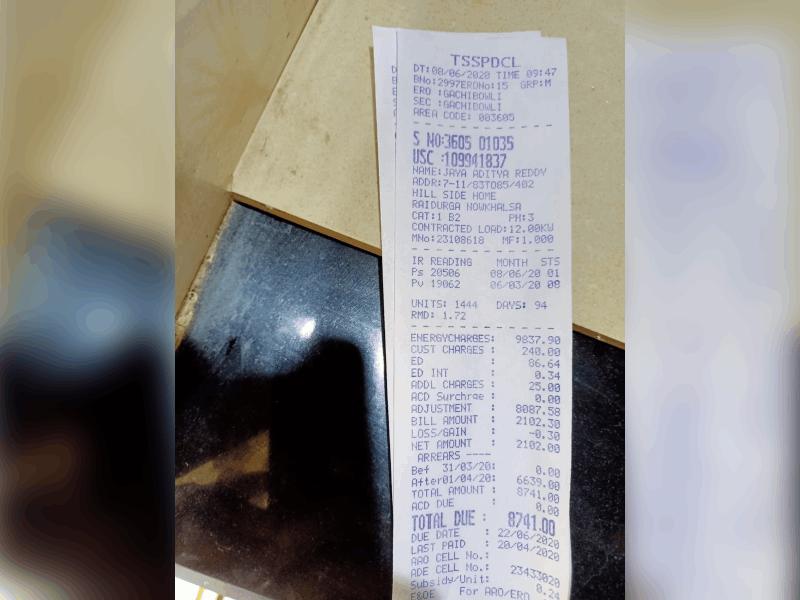 TSSPDCL
DT:08/06/2020 TIME 09:47
BNo:2997ERONo:15 GRP:M
ERO :GACHIBOWLI
SEC :GACHIBOWLI
AREA CODE: 003605
S NO:3605 01035
USC :109941837
NAME:JAYA ADITYA REDDY
ADDR:7-11/83TO85/402
HILL SIDE HOME
RAIDURGA NOWKHALSA
CAT:1 B2 PH:3
CONTRACTED LOAD:12.00KW
MNo:23108618 MF:1.000
IR READING MONTH STS
Ps 20506 08/06/20 01
Pv 19062 06/03/20 08
UNITS: 1444 DAYS: 94
RMD: 1.72
ENERGYCHARGES: 9837.90
CUST CHARGES : 240.00
ED : 86.64
ED INT : 0.34
ADDL CHARGES : 25.00
ACD Surchrge : 0.00
ADJUSTMENT : 8087.58
BILL AMOUNT : 2102.30
LOSS/GAIN : -0.30
NET AMOUNT : 2102.00
ARREARS ----
Bef 31/03/20: 0.00
After01/04/20: 6639.00
TOTAL AMOUNT : 8741.00
ACD DUE : 0.00
TOTAL DUE : 8741.00
DUE DATE : 22/06/2020
LAST PAID : 20/04/2020
AAO CELL No.:
ADE CELL No.: 23433020
Subsidy/Unit: 0.24
E&OE For AAO/ERO